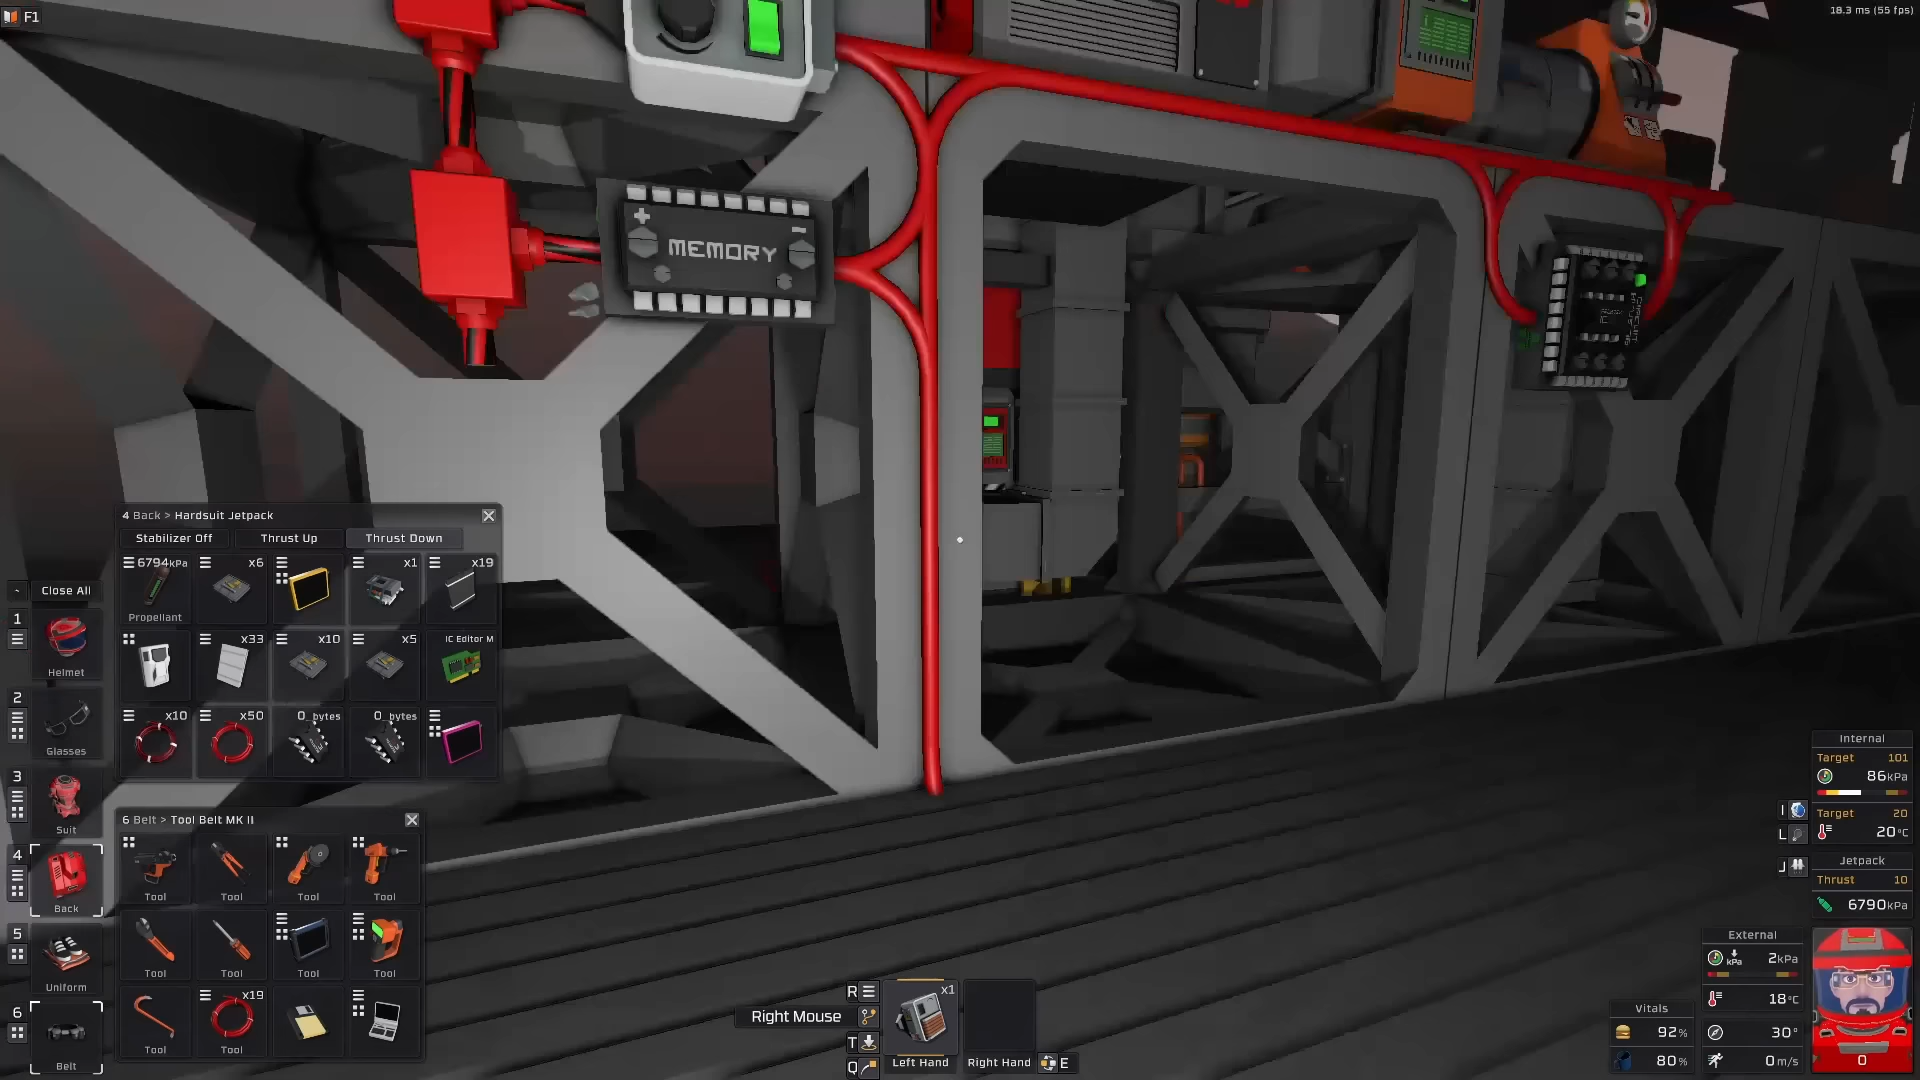 F1
18.3 ms (55 fps)
MEMORY
4 Back > Hardsuit Jetpack
Stabilizer Off
Thrust Up
Thrust Down
6794kPa
x6
x1
x19
Propellant
x33
x10
x5
IC Editor M
x10
x50
0 bytes
0 bytes
~
Close All
1
Helmet
2
Glasses
3
Suit
4
Back
5
Uniform
6
Belt
6 Belt > Tool Belt MK II
Tool
Tool
Tool
Tool
Tool
Tool
Tool
Tool
x19
Tool
Tool
Right Mouse
R
T
Q
x1
Left Hand
Right Hand
E
Internal
Target 101
86kPa
I
Target 20
L
20°C
J
Jetpack
Thrust 10
6790kPa
External
kPa
2kPa
18°C
Vitals
92%
30°
80%
0m/s
0